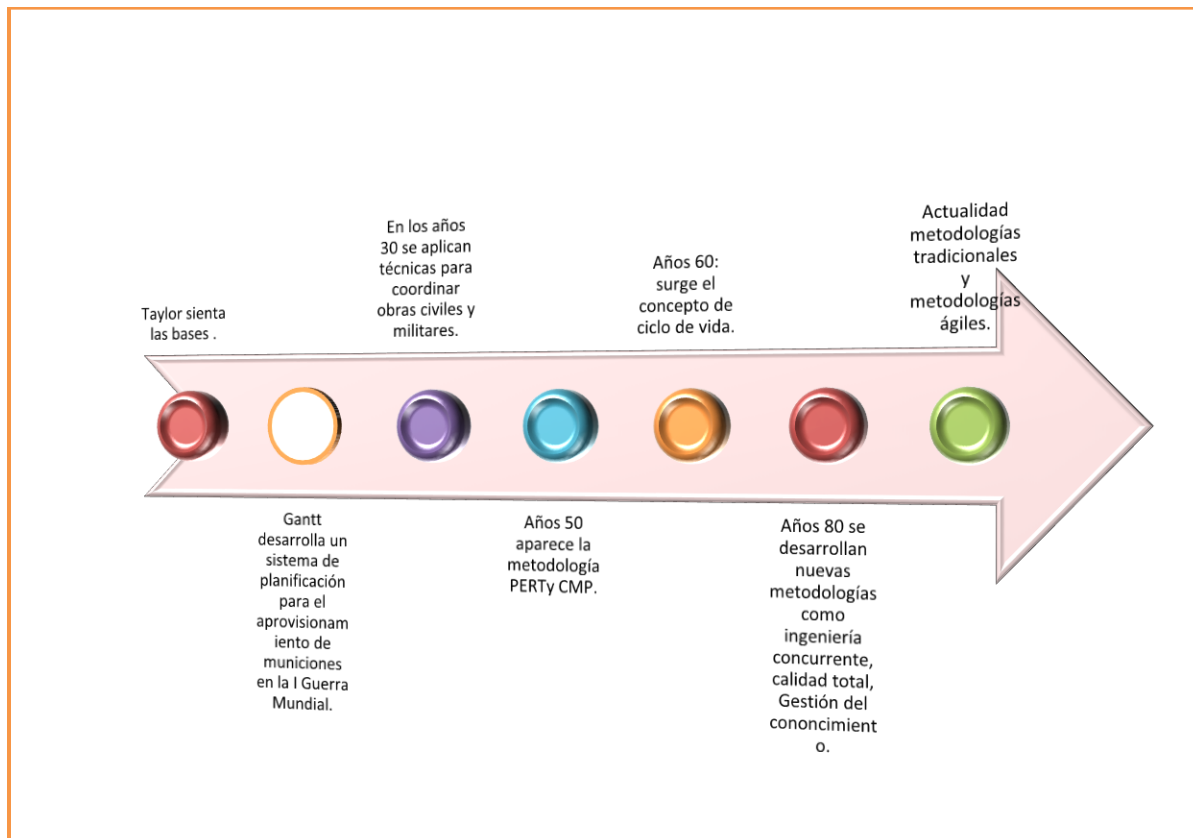 Taylor sienta
las bases .
Gantt
desarrolla un
sistema de
planificación
para el
aprovisionam
iento de
municiones
en la I Guerra
Mundial.
En los años
30 se aplican
técnicas para
coordinar
obras civiles y
militares.
Años 50
aparece la
metodología
PERTy CMP.
Años 60:
surge el
concepto de
ciclo de vida.
Años 80 se
desarrollan
nuevas
metodologías
como
ingeniería
concurrente,
calidad total,
Gestión del
cononcimient
o.
Actualidad
metodologías
tradicionales
y
metodologías
ágiles.